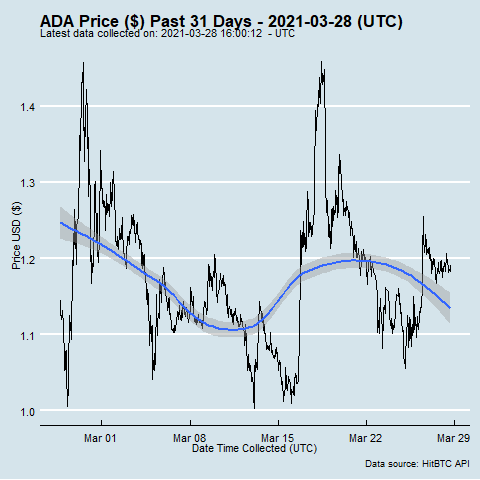 ADA Price ($) Past 31 Days - 2021-03-28 (UTC)
Latest data collected on: 2021-03-28 16:00:12  - UTC
1.4
1.3
1.2
1.1
1.0
Price USD ($)
Mar 01 Mar 08 Mar 15 Mar 22 Mar 29
Date Time Collected (UTC)
Data source: HitBTC API